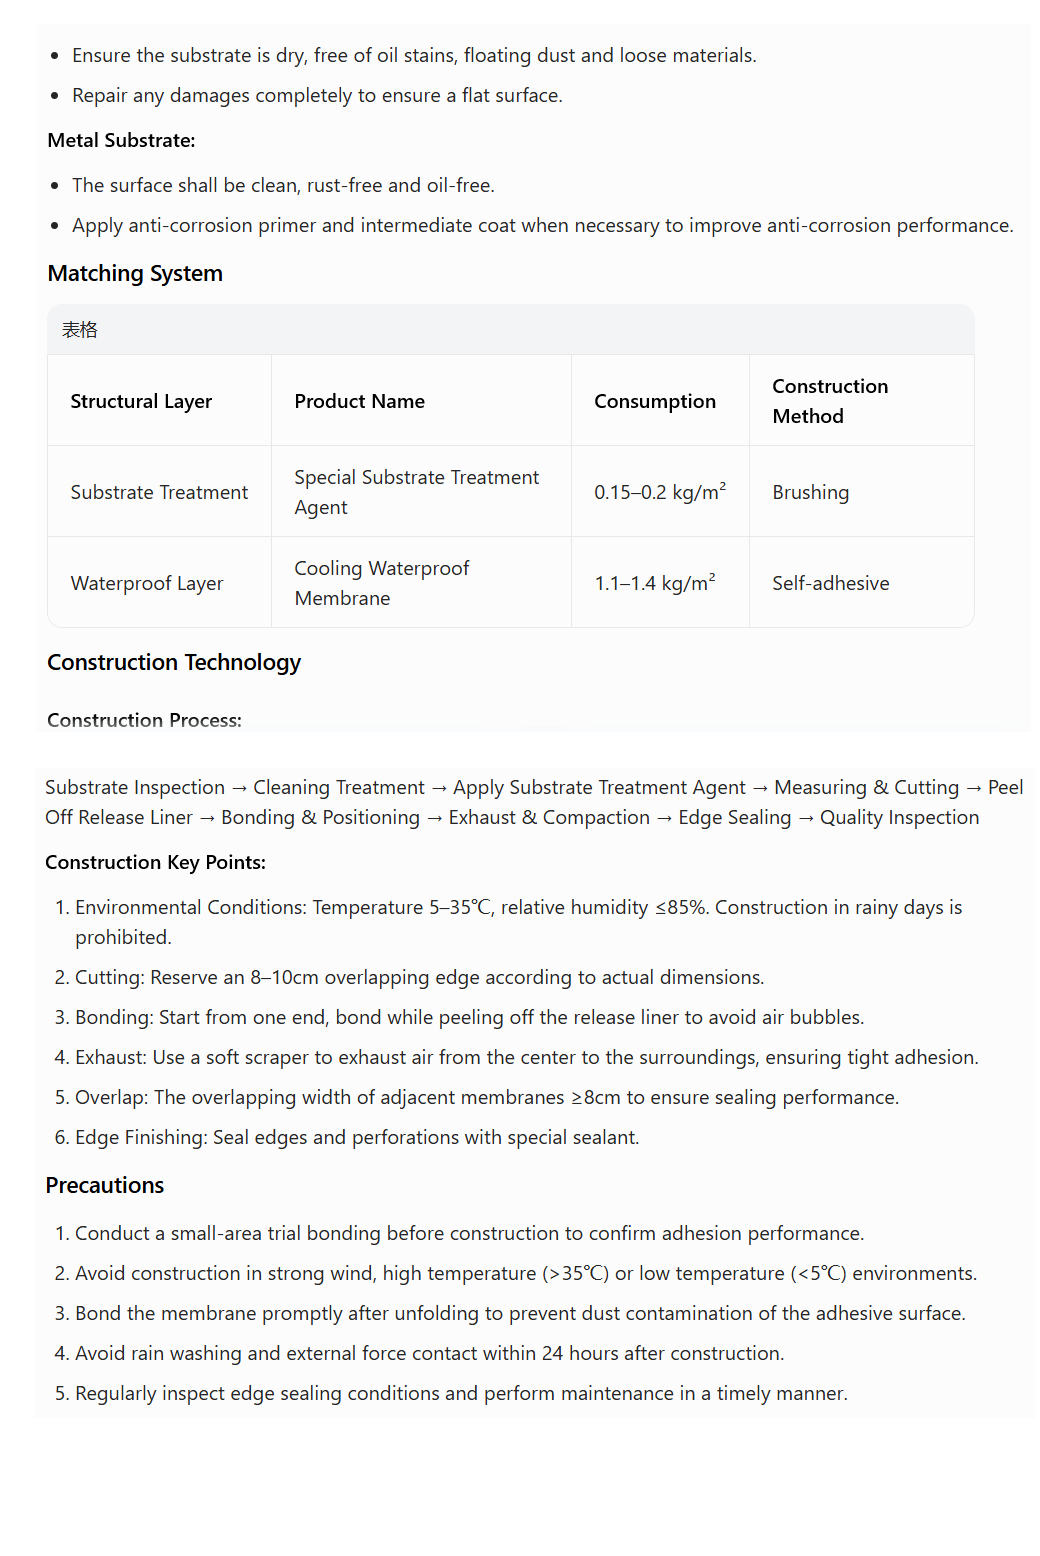 • Ensure the substrate is dry, free of oil stains, floating dust and loose materials.
• Repair any damages completely to ensure a flat surface.
Metal Substrate:
• The surface shall be clean, rust-free and oil-free.
• Apply anti-corrosion primer and intermediate coat when necessary to improve anti-corrosion performance.
Matching System
表格
Structural Layer
Product Name
Consumption
Construction
Method
Substrate Treatment
Special Substrate Treatment
Agent
0.15–0.2 kg/m²
Brushing
Waterproof Layer
Cooling Waterproof
Membrane
1.1–1.4 kg/m²
Self-adhesive
Construction Technology
Construction Process:
Substrate Inspection → Cleaning Treatment → Apply Substrate Treatment Agent → Measuring & Cutting → Peel
Off Release Liner → Bonding & Positioning → Exhaust & Compaction → Edge Sealing → Quality Inspection
Construction Key Points:
1. Environmental Conditions: Temperature 5–35℃, relative humidity ≤85%. Construction in rainy days is
prohibited.
2. Cutting: Reserve an 8–10cm overlapping edge according to actual dimensions.
3. Bonding: Start from one end, bond while peeling off the release liner to avoid air bubbles.
4. Exhaust: Use a soft scraper to exhaust air from the center to the surroundings, ensuring tight adhesion.
5. Overlap: The overlapping width of adjacent membranes ≥8cm to ensure sealing performance.
6. Edge Finishing: Seal edges and perforations with special sealant.
Precautions
1. Conduct a small-area trial bonding before construction to confirm adhesion performance.
2. Avoid construction in strong wind, high temperature (>35℃) or low temperature (<5℃) environments.
3. Bond the membrane promptly after unfolding to prevent dust contamination of the adhesive surface.
4. Avoid rain washing and external force contact within 24 hours after construction.
5. Regularly inspect edge sealing conditions and perform maintenance in a timely manner.